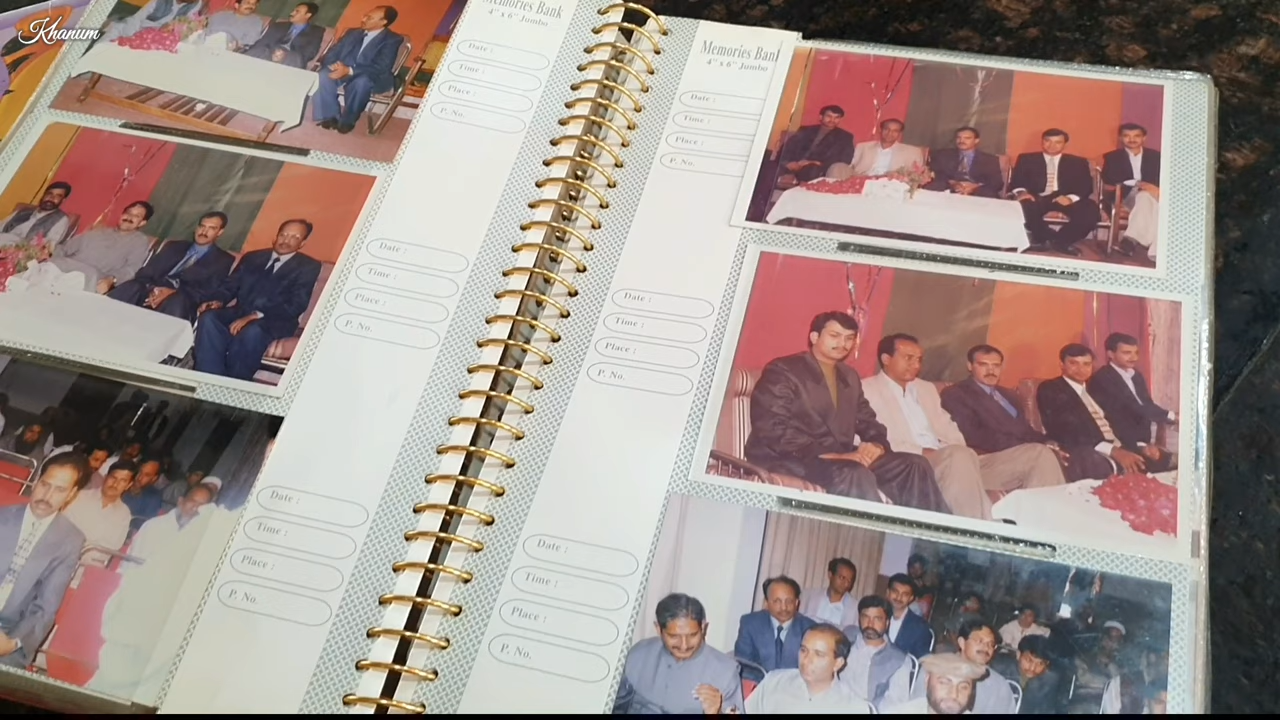 Khanum
Memories Bank
4" x 6" Jumbo
Date :
Time :
Place :
P. No.
Date :
Time :
Place :
P. No.
Date :
Time :
Place :
P. No.
Memories Bank
4" x 6" Jumbo
Date :
Time :
Place :
P. No.
Date :
Time :
Place :
P. No.
Date :
Time :
Place :
P. No.